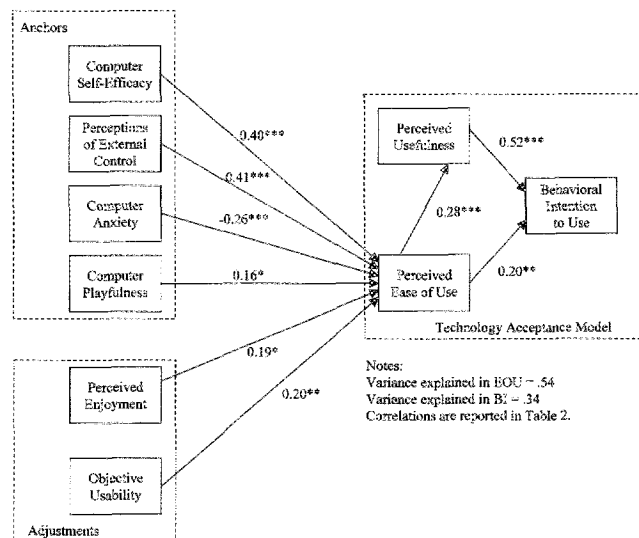 Anchors
Computer
Self-Efficacy
Perceptions
of External
Control
Computer
Anxiety
Computer
Playfulness
0.40***
0.41***
-0.26***
0.16*
0.19*
0.20**
Perceived
Enjoyment
Objective
Usability
Adjustments
Perceived
Usefulness
0.52***
Behavioral
Intention
to Use
0.28***
Perceived
Ease of Use
0.20**
Technology Acceptance Model
Notes:
Variance explained in EOU = .54
Variance explained in BI = .34
Correlations are reported in Table 2.